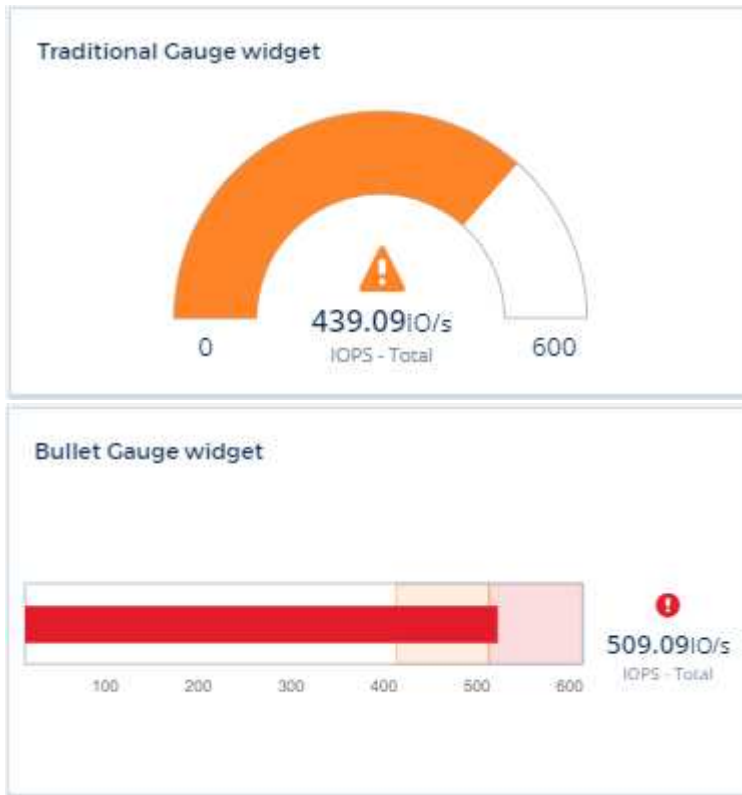 Traditional Gauge widget
439.09IO/s
0
600
IOPS - Total
Bullet Gauge widget
509.09IO/s
IOPS - Total
100 200 300 400 500 600